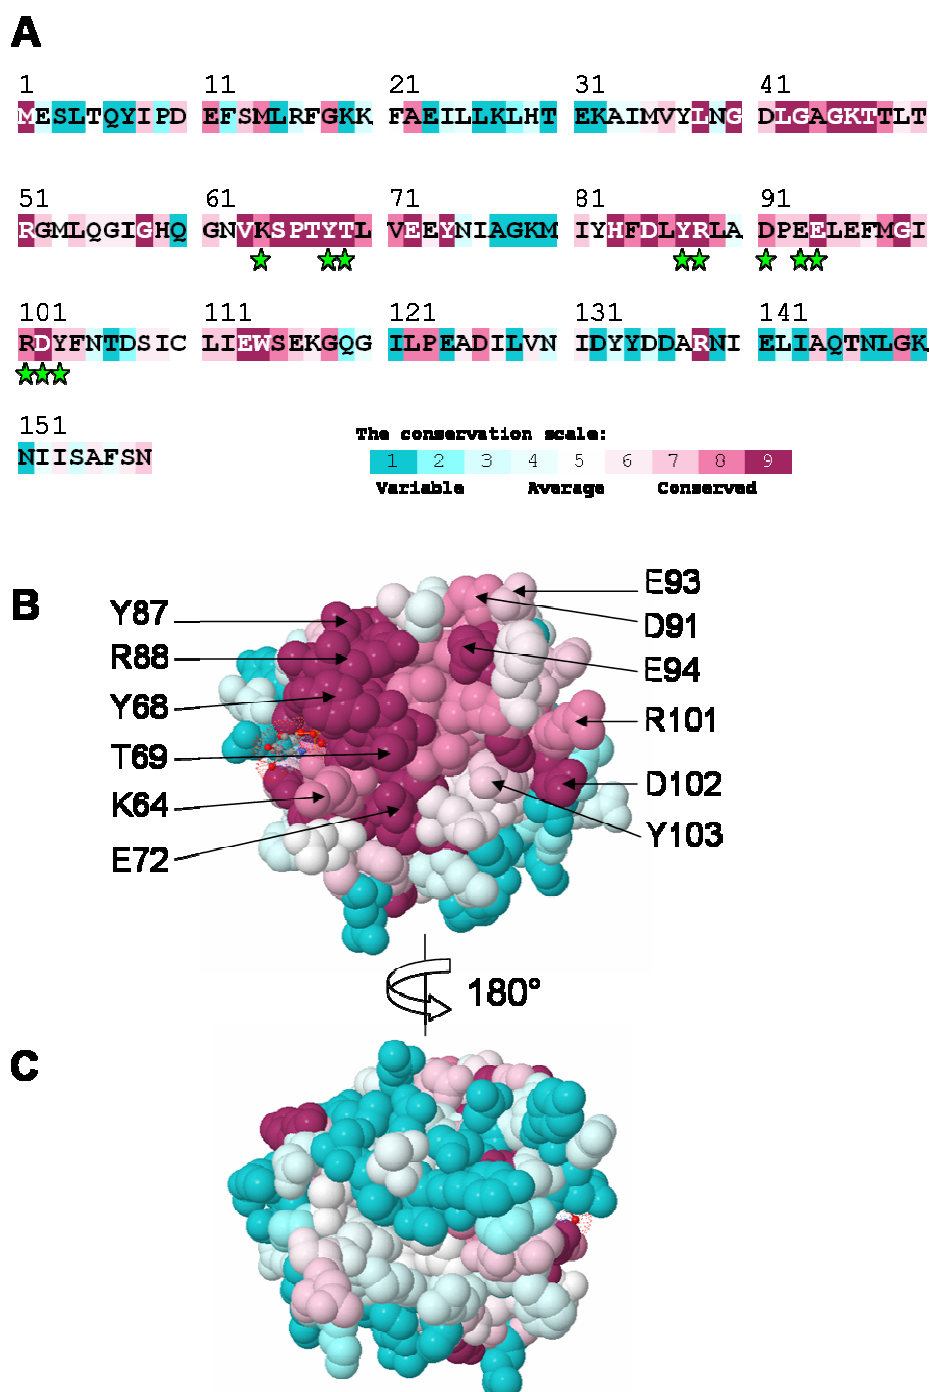 A
1 11 21 31 41
MESLTQYIPD EFSMLRFGKK FAEILLKLHT EKAIMVYLNG DLGAGKTTLT
51 61 71 81 91
RGMLQGIGHQ GNVKSPTYTL VEEYNIAGKM IYHFDLYRLA DPEELEFMGI
101 111 121 131 141
RDYFNTDSIC LIEWSEKGQG ILPEADILVN IDYYDDARNI ELIAQTNLGK
151
NIISAFSN
The conservation scale:
1 2 3 4 5 6 7 8 9
Variable Average Conserved
B
Y87
R88
Y68
T69
K64
E72
E93
D91
E94
R101
D102
Y103
180°
C